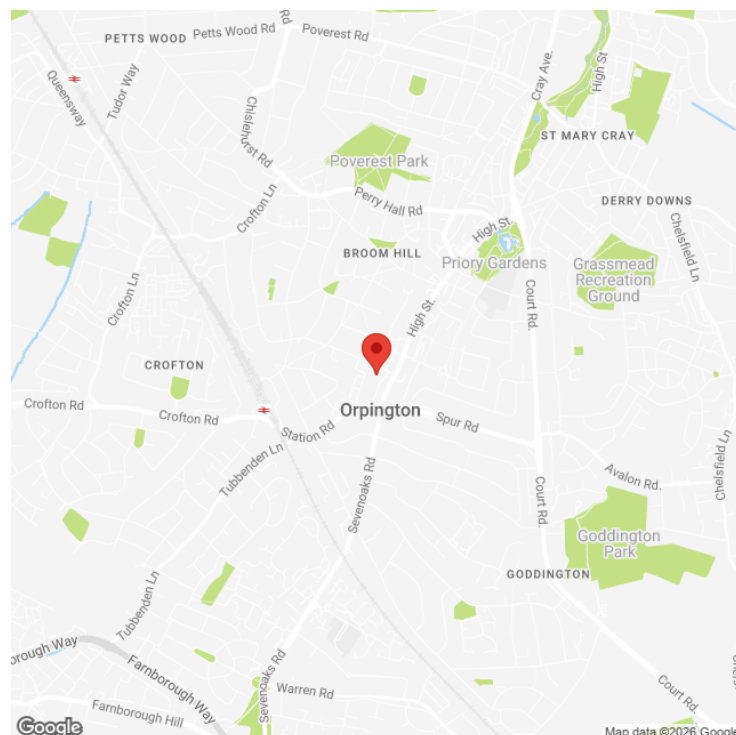 PETTS WOOD
Petts Wood Rd
Rd
Poverest Rd
Queensway
Tudor Way
Cray Ave.
High St
Chislehurst Rd
ST MARY CRAY
Poverest Park
Crofton Ln
Perry Hall Rd
DERRY DOWNS
High St.
Chelsfield Ln
BROOM HILL
Priory Gardens
Grassmead
Recreation
Ground
Crofton Ln
High St.
Court Rd.
CROFTON
Crofton Rd
Crofton Rd
Orpington
Station Rd
Spur Rd
Tubbenden Ln
Sevenoaks Rd
Avalon Rd.
Chelsfield Ln
Court Rd.
Goddington
Park
GODDINGTON
Tubbenden Ln
orough Way
Farnborough Way
Sevenoaks Rd
Warren Rd
Court Rd.
Farnborough Hill
Google
Map data ©2026 Google